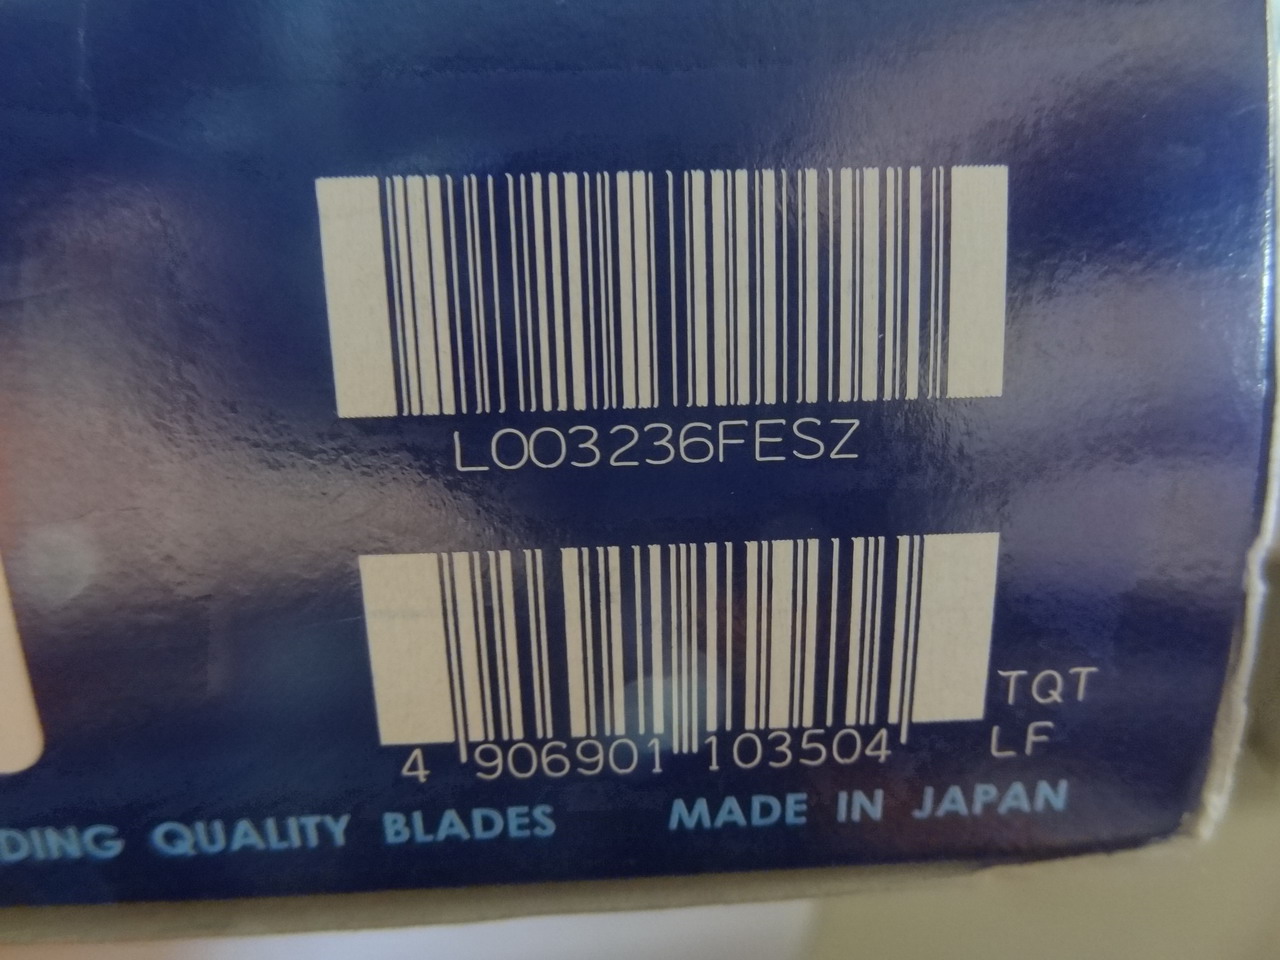 L003236FESZ
4 906901 103504
TQT
LF
DING QUALITY BLADES MADE IN JAPAN